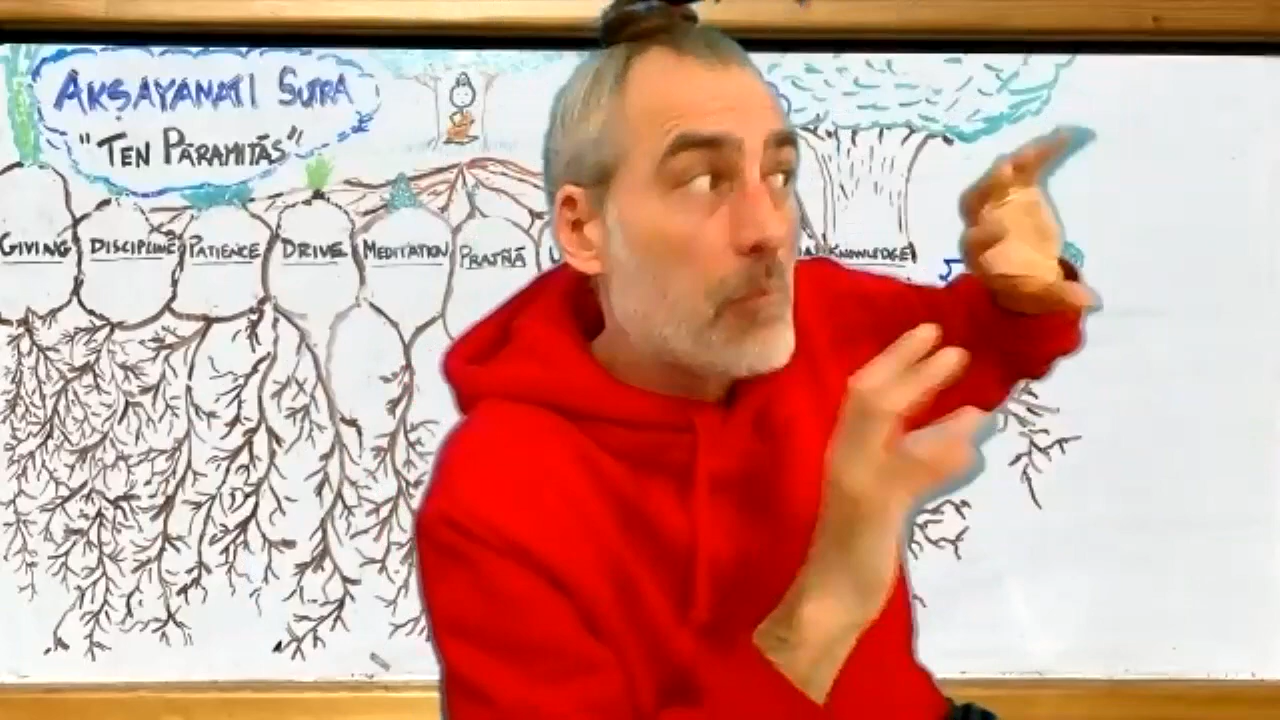 AKṢAYAMATI SUTRA
"TEN PĀRAMITĀS"
GIVING DISCIPLINE PATIENCE DRIVE MEDITATION PRAJÑĀ KNOWLEDGE